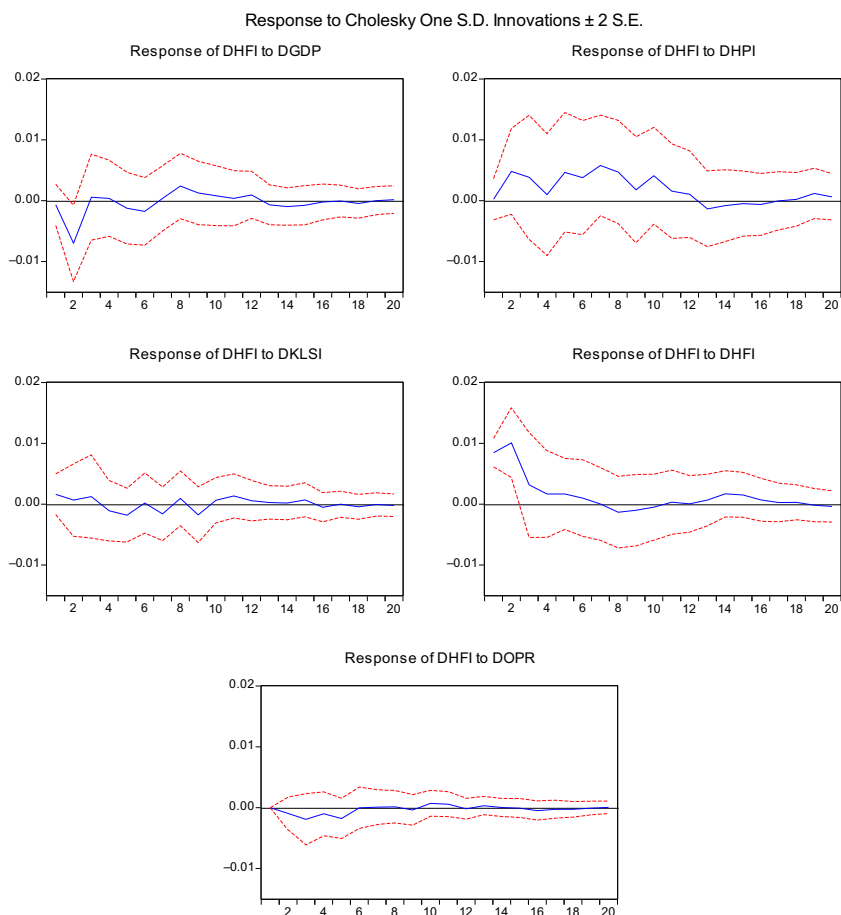 Response to Cholesky One S.D. Innovations ± 2 S.E.
Response of DHFI to DGDP
0.02
0.01
0.00
–0.01
2 4 6 8 10 12 14 16 18 20
Response of DHFI to DHPI
0.02
0.01
0.00
–0.01
2 4 6 8 10 12 14 16 18 20
Response of DHFI to DKLSI
0.02
0.01
0.00
–0.01
2 4 6 8 10 12 14 16 18 20
Response of DHFI to DHFI
0.02
0.01
0.00
–0.01
2 4 6 8 10 12 14 16 18 20
Response of DHFI to DOPR
0.02
0.01
0.00
–0.01
2 4 6 8 10 12 14 16 18 20